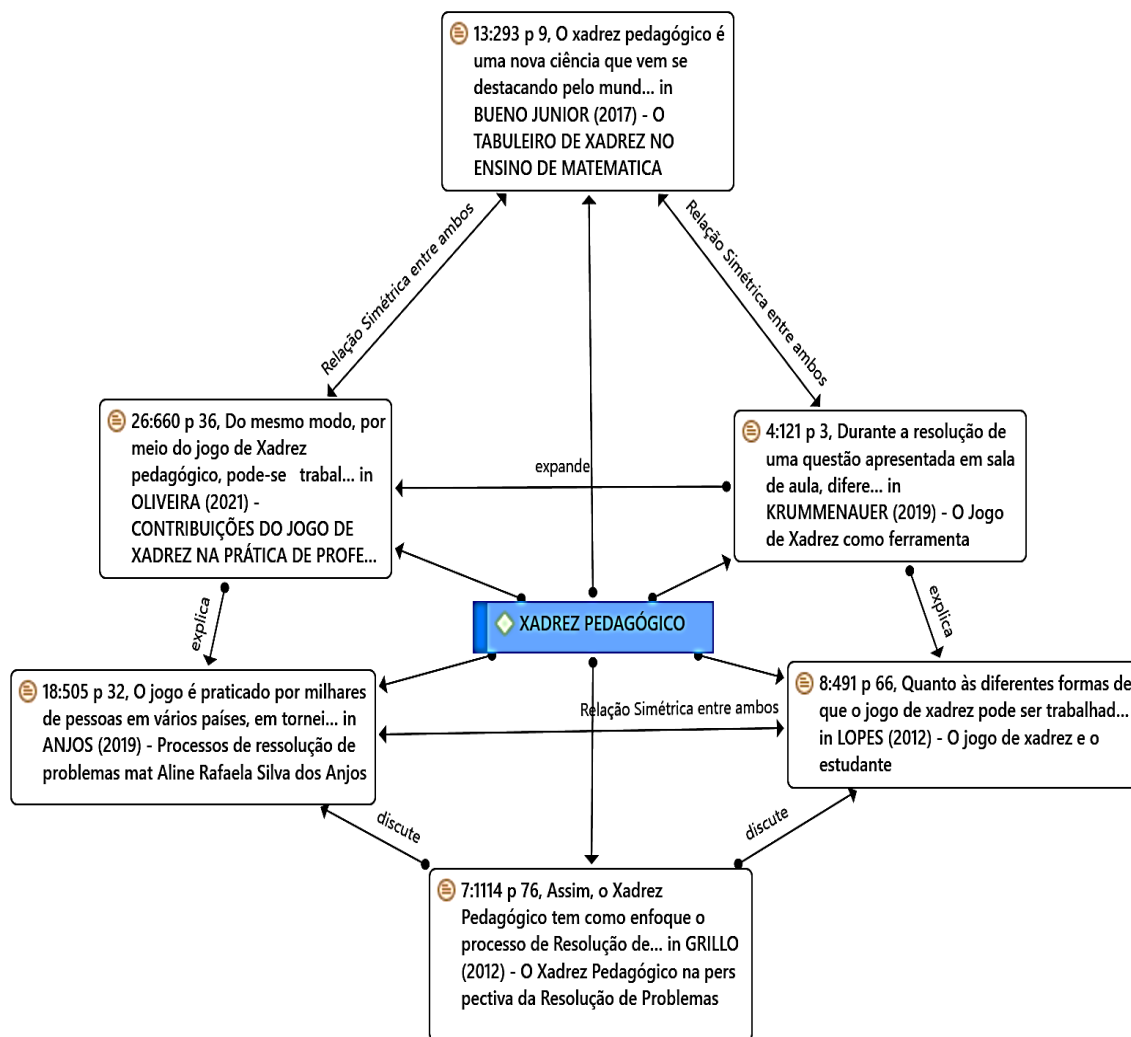 13:293 p 9, O xadrez pedagógico é
uma nova ciência que vem se
destacando pelo mund... in
BUENO JUNIOR (2017) - O
TABULEIRO DE XADREZ NO
ENSINO DE MATEMATICA
Relação Simétrica entre ambos
Relação Simétrica entre ambos
26:660 p 36, Do mesmo modo, por
meio do jogo de Xadrez
pedagógico, pode-se trabal... in
OLIVEIRA (2021) -
CONTRIBUIÇÕES DO JOGO DE
XADREZ NA PRÁTICA DE PROFE...
expande
4:121 p 3, Durante a resolução de
uma questão apresentada em sala
de aula, difere... in
KRUMMENAUER (2019) - O Jogo
de Xadrez como ferramenta
explica
XADREZ PEDAGÓGICO
explica
18:505 p 32, O jogo é praticado por milhares
de pessoas em vários países, em tornei... in
ANJOS (2019) - Processos de ressolução de
problemas mat Aline Rafaela Silva dos Anjos
Relação Simétrica entre ambos
8:491 p 66, Quanto às diferentes formas de
que o jogo de xadrez pode ser trabalhad...
in LOPES (2012) - O jogo de xadrez e o
estudante
discute
discute
7:1114 p 76, Assim, o Xadrez
Pedagógico tem como enfoque o
processo de Resolução de... in GRILLO
(2012) - O Xadrez Pedagógico na pers
pectiva da Resolução de Problemas